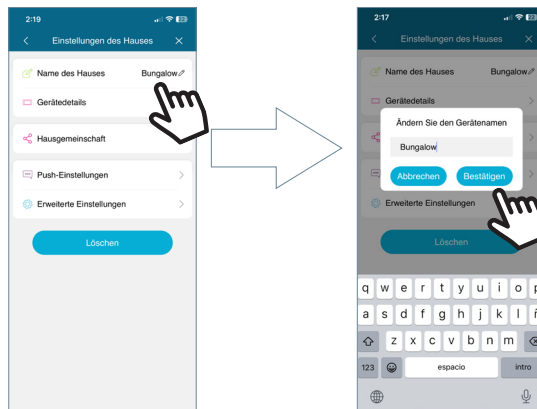 2:19
Einstellungen des Hauses
Name des Hauses Bungalow
Gerätedetails
Hausgemeinschaft
Push-Einstellungen
Erweiterte Einstellungen
Löschen
2:17
Einstellungen des Hauses
Name des Hauses Bungalow
Gerätedetails
Ändern Sie den Gerätenamen
Bungalow
Abbrechen Bestätigen
Erweiterte Einstellungen
Löschen
q w e r t y u i o p
a s d f g h j k l ñ
z x c v b n m
123 espacio intro